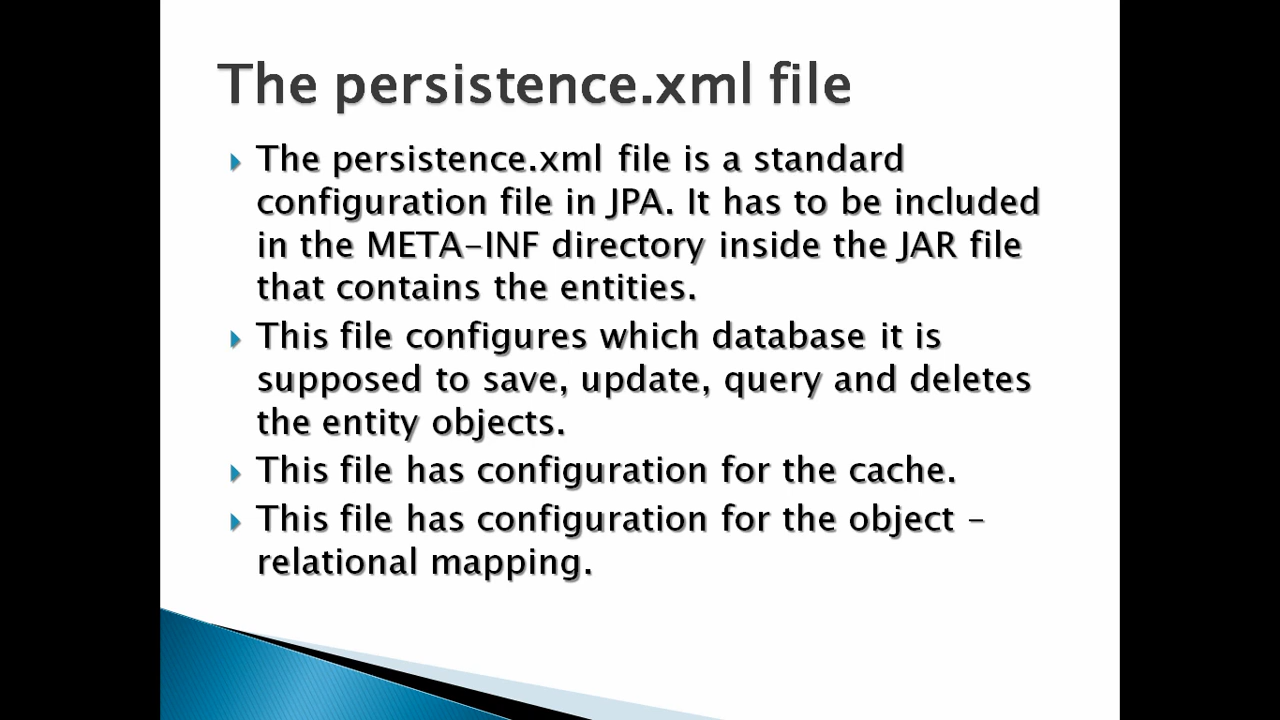 The persistence.xml file
The persistence.xml file is a standard
configuration file in JPA. It has to be included
in the META-INF directory inside the JAR file
that contains the entities.
This file configures which database it is
supposed to save, update, query and deletes
the entity objects.
This file has configuration for the cache.
This file has configuration for the object –
relational mapping.